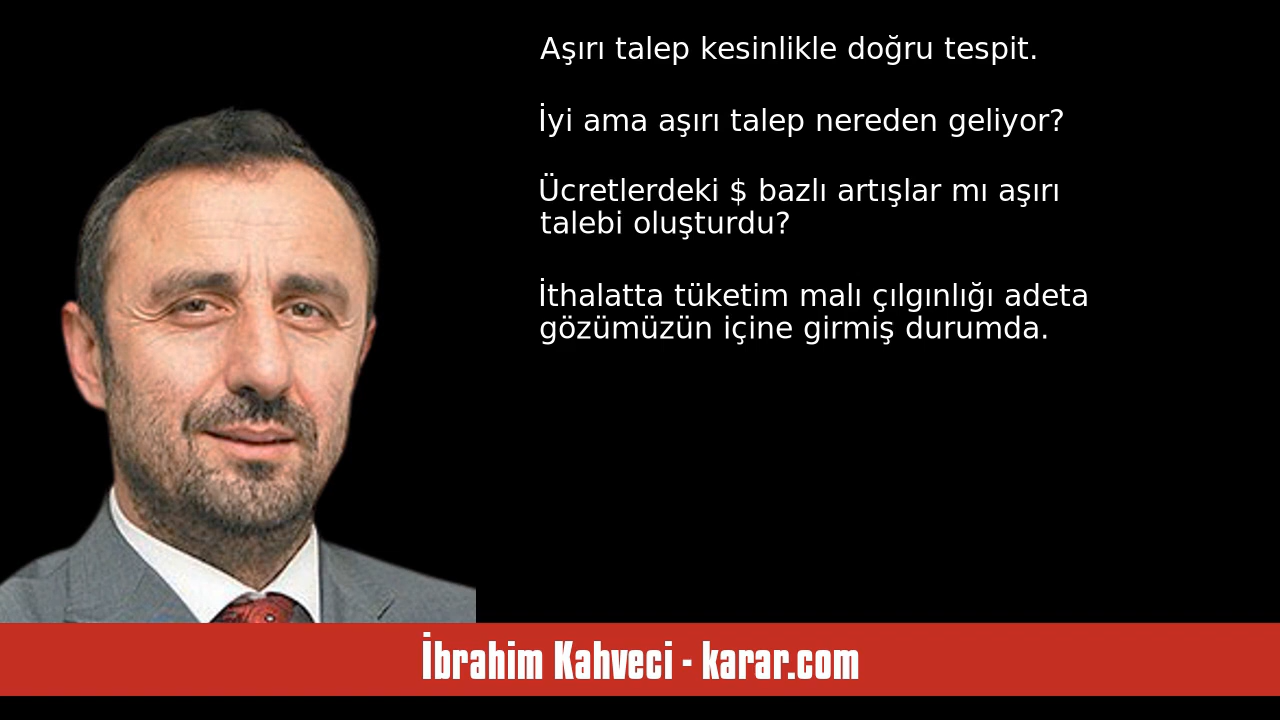 Aşırı talep kesinlikle doğru tespit.
İyi ama aşırı talep nereden geliyor?
Ücretlerdeki $ bazlı artışlar mı aşırı
talebi oluşturdu?
İthalatta tüketim malı çılgınlığı adeta
gözümüzün içine girmiş durumda.
İbrahim Kahveci - karar.com